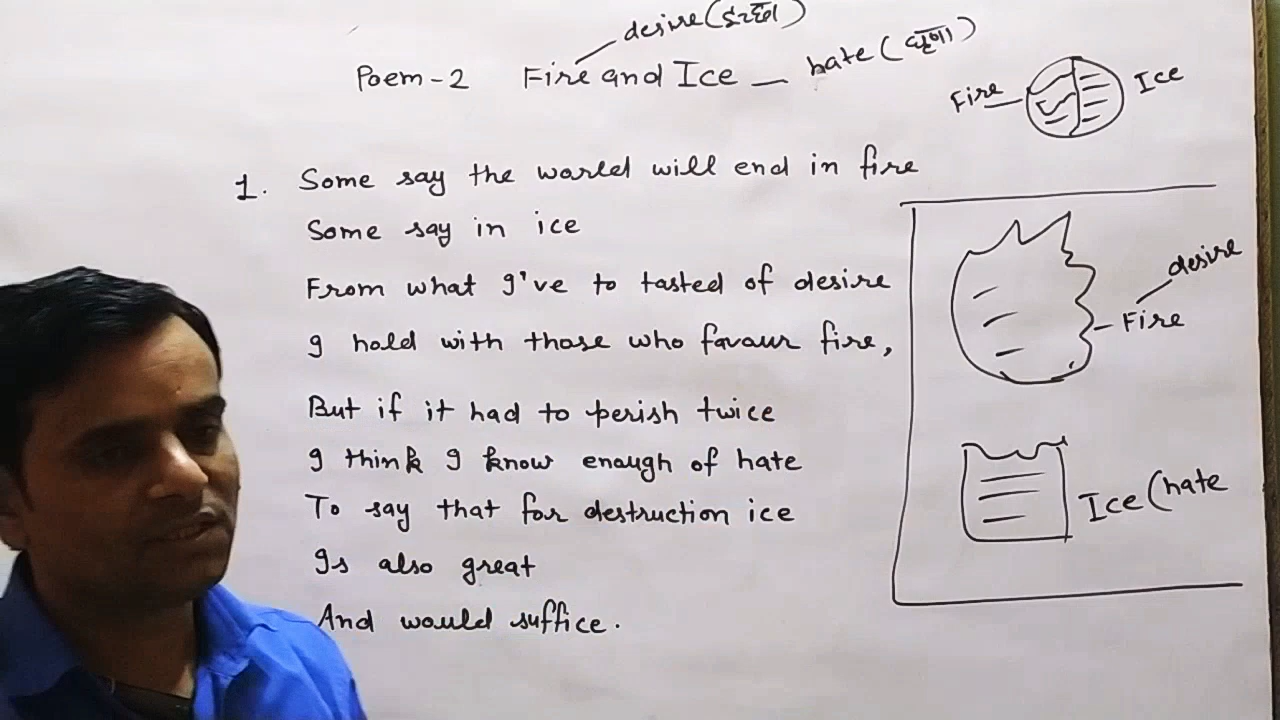 desire (इच्छा)
Poem-2 Fire and Ice — hate (घृणा)
Fire Ice
1. Some say the world will end in fire
Some say in ice
From what I've to tasted of desire
I hold with those who favour fire,
But if it had to perish twice
I think I know enough of hate
To say that for destruction ice
Is also great
And would suffice.
desire
Fire
Ice (hate